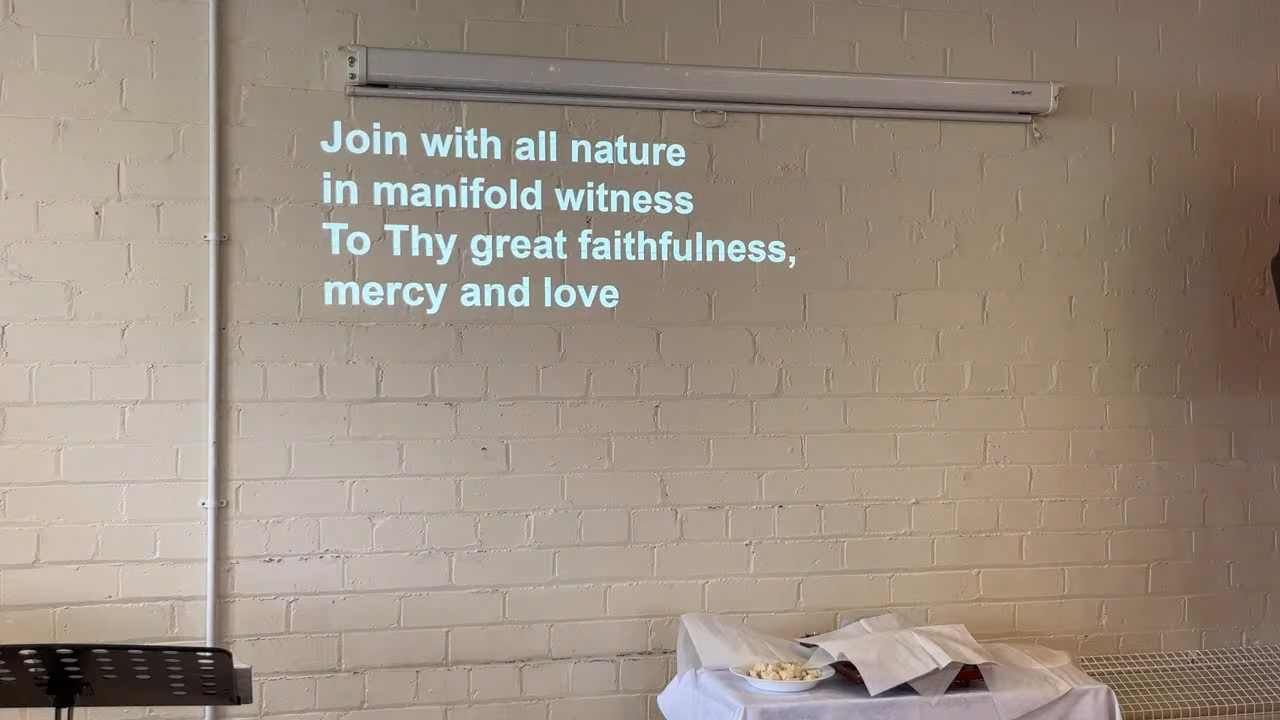 Join with all nature
in manifold witness
To Thy great faithfulness,
mercy and love